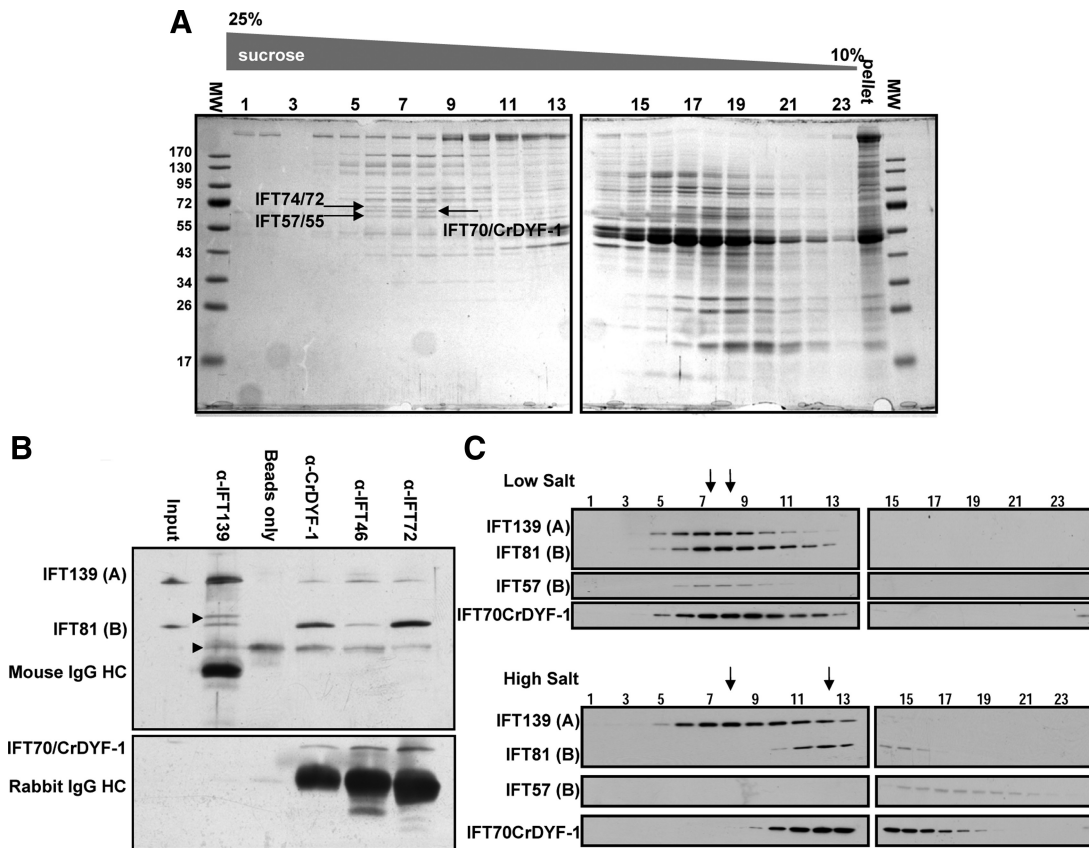 A
25%
sucrose
10%
MW 1 3 5 7 9 11 13 15 17 19 21 23 pellet MW
170
130
95
72
55
43
34
26
17
IFT74/72
IFT57/55
IFT70/CrDYF-1
B
Input α-IFT139 Beads only α-CrDYF-1 α-IFT46 α-IFT72
IFT139 (A)
IFT81 (B)
Mouse IgG HC
IFT70/CrDYF-1
Rabbit IgG HC
C
Low Salt
1 3 5 7 9 11 13 15 17 19 21 23
IFT139 (A)
IFT81 (B)
IFT57 (B)
IFT70CrDYF-1
High Salt
1 3 5 7 9 11 13 15 17 19 21 23
IFT139 (A)
IFT81 (B)
IFT57 (B)
IFT70CrDYF-1